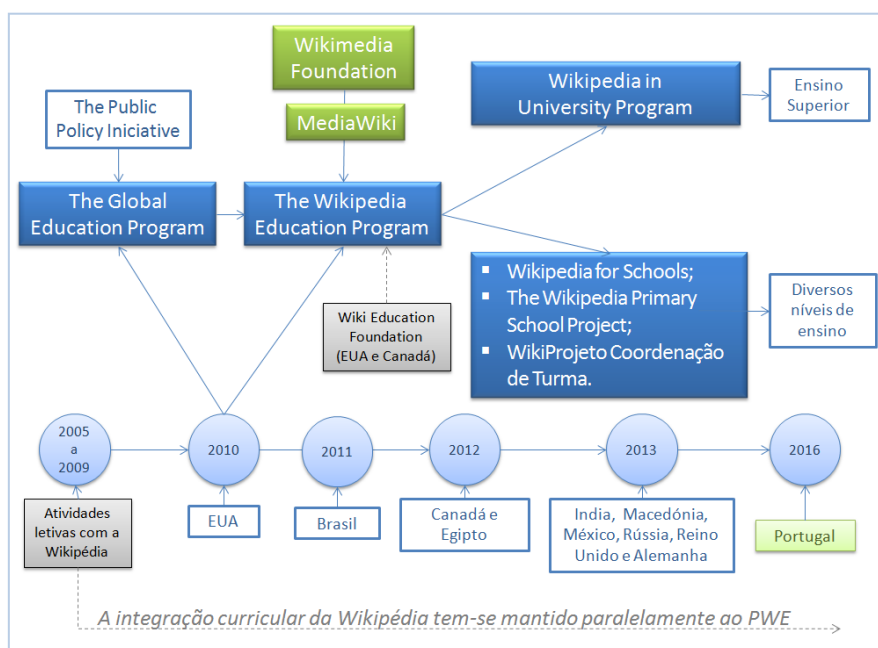 Wikimedia
Foundation
MediaWiki
Wikipedia in
University Program
Ensino
Superior
The Public
Policy Iniciative
The Global
Education Program
The Wikipedia
Education Program
▪ Wikipedia for Schools;
▪ The Wikipedia Primary
School Project;
▪ WikiProjeto Coordenação
de Turma.
Diversos
níveis de
ensino
Wiki Education
Foundation
(EUA e Canadá)
2005
a
2009
2010
2011
2012
2013
2016
Atividades
letivas com a
Wikipédia
EUA
Brasil
Canadá e
Egipto
India, Macedónia,
México, Rússia, Reino
Unido e Alemanha
Portugal
A integração curricular da Wikipédia tem-se mantido paralelamente ao PWE